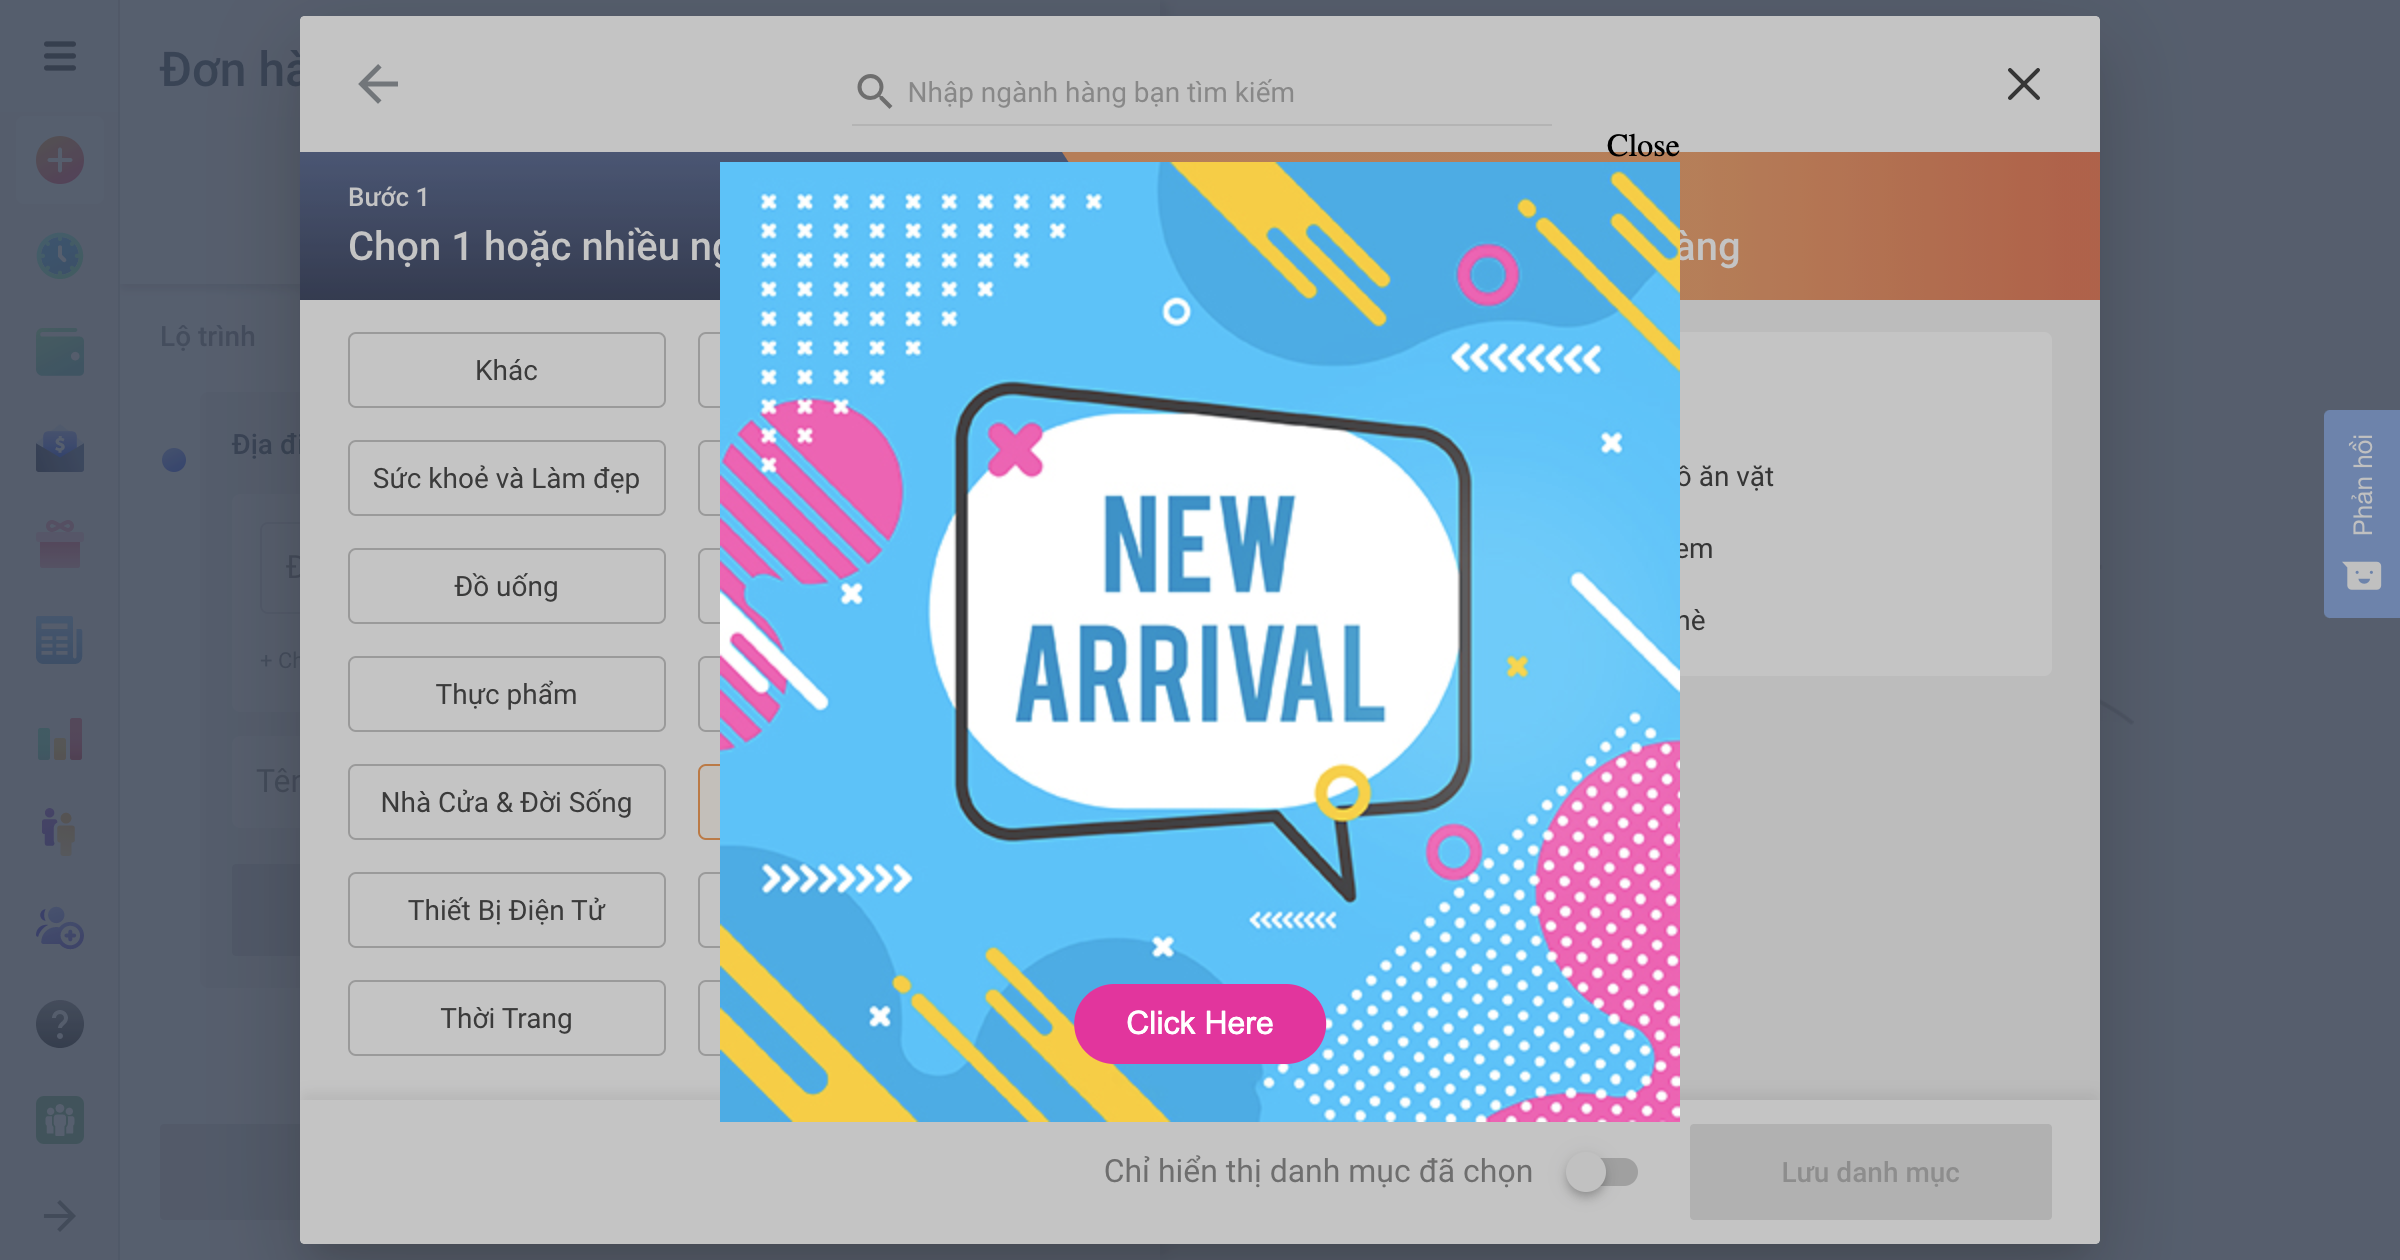 Đơn hà
Nhập ngành hàng bạn tìm kiếm
Close
Bước 1
Chọn 1 hoặc nhiều ng
àng
Lộ trình
Khác
Địa đi
Sức khoẻ và Làm đẹp
ồ ăn vặt
Phản hồi
NEW
ARRIVAL
Đồ uống
em
+ Ch
Thực phẩm
Tên
Nhà Cửa & Đời Sống
Thiết Bị Điện Tử
Thời Trang
Click Here
Chỉ hiển thị danh mục đã chọn
Lưu danh mục